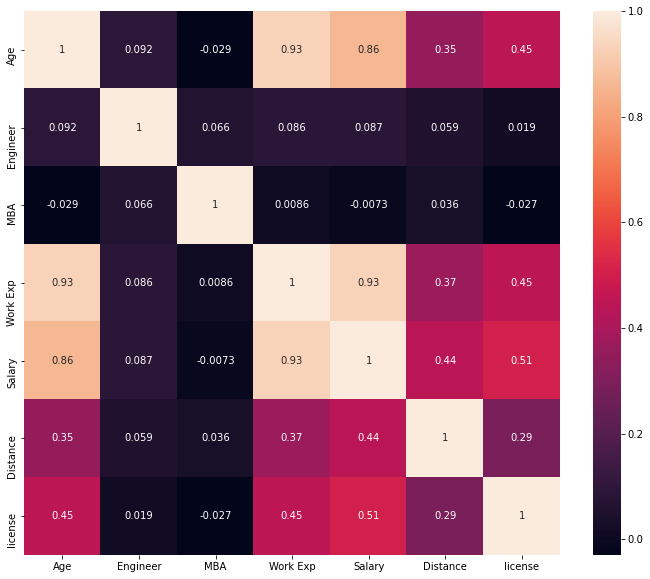 Age 1 0.092 -0.029 0.93 0.86 0.35 0.45
Engineer 0.092 1 0.066 0.086 0.087 0.059 0.019
MBA -0.029 0.066 1 0.0086 -0.0073 0.036 -0.027
Work Exp 0.93 0.086 0.0086 1 0.93 0.37 0.45
Salary 0.86 0.087 -0.0073 0.93 1 0.44 0.51
Distance 0.35 0.059 0.036 0.37 0.44 1 0.29
license 0.45 0.019 -0.027 0.45 0.51 0.29 1
Age Engineer MBA Work Exp Salary Distance license
1.0
0.8
0.6
0.4
0.2
0.0